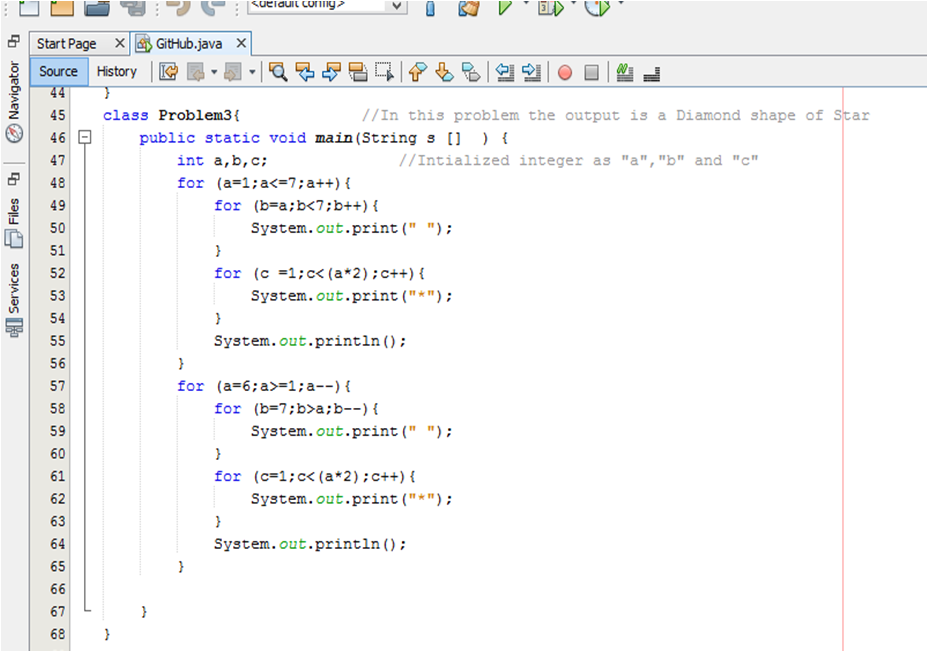 <default config>
Start Page
GitHub.java
Source History
Navigator
Files
Services
44 }
45 class Problem3{ //In this problem the output is a Diamond shape of Star
46 public static void main(String s [] ) {
47 int a,b,c; //Intialized integer as "a","b" and "c"
48 for (a=1;a<=7;a++){
49 for (b=a;b<7;b++){
50 System.out.print(" ");
51 }
52 for (c =1;c<(a*2);c++){
53 System.out.print("*");
54 }
55 System.out.println();
56 }
57 for (a=6;a>=1;a--){
58 for (b=7;b>a;b--){
59 System.out.print(" ");
60 }
61 for (c=1;c<(a*2);c++){
62 System.out.print("*");
63 }
64 System.out.println();
65 }
66
67 }
68 }